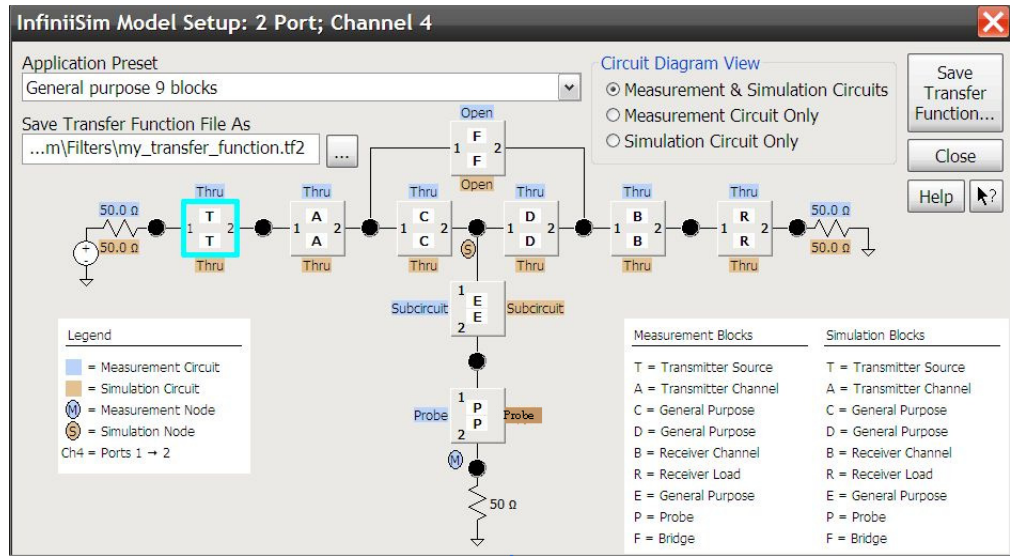 InfiniiSim Model Setup: 2 Port; Channel 4
Application Preset
General purpose 9 blocks
Save Transfer Function File As
...m\Filters\my_transfer_function.tf2
...
Circuit Diagram View
Measurement & Simulation Circuits
Measurement Circuit Only
Simulation Circuit Only
Save
Transfer
Function...
Close
Help
?
Open
1 F 2
F
Open
Thru Thru Thru Thru Thru Thru
50.0 Ω 50.0 Ω
1 T 2 1 A 2 1 C 2 1 D 2 1 B 2 1 R 2
T A C D B R
+
-
50.0 Ω S 50.0 Ω
Thru Thru Thru Thru Thru Thru
1
E
Subcircuit E Subcircuit
2
1
P
Probe P Probe
2
M
50 Ω
Legend
= Measurement Circuit
= Simulation Circuit
M = Measurement Node
S = Simulation Node
Ch4 = Ports 1 → 2
Measurement Blocks
T = Transmitter Source
A = Transmitter Channel
C = General Purpose
D = General Purpose
B = Receiver Channel
R = Receiver Load
E = General Purpose
P = Probe
F = Bridge
Simulation Blocks
T = Transmitter Source
A = Transmitter Channel
C = General Purpose
D = General Purpose
B = Receiver Channel
R = Receiver Load
E = General Purpose
P = Probe
F = Bridge